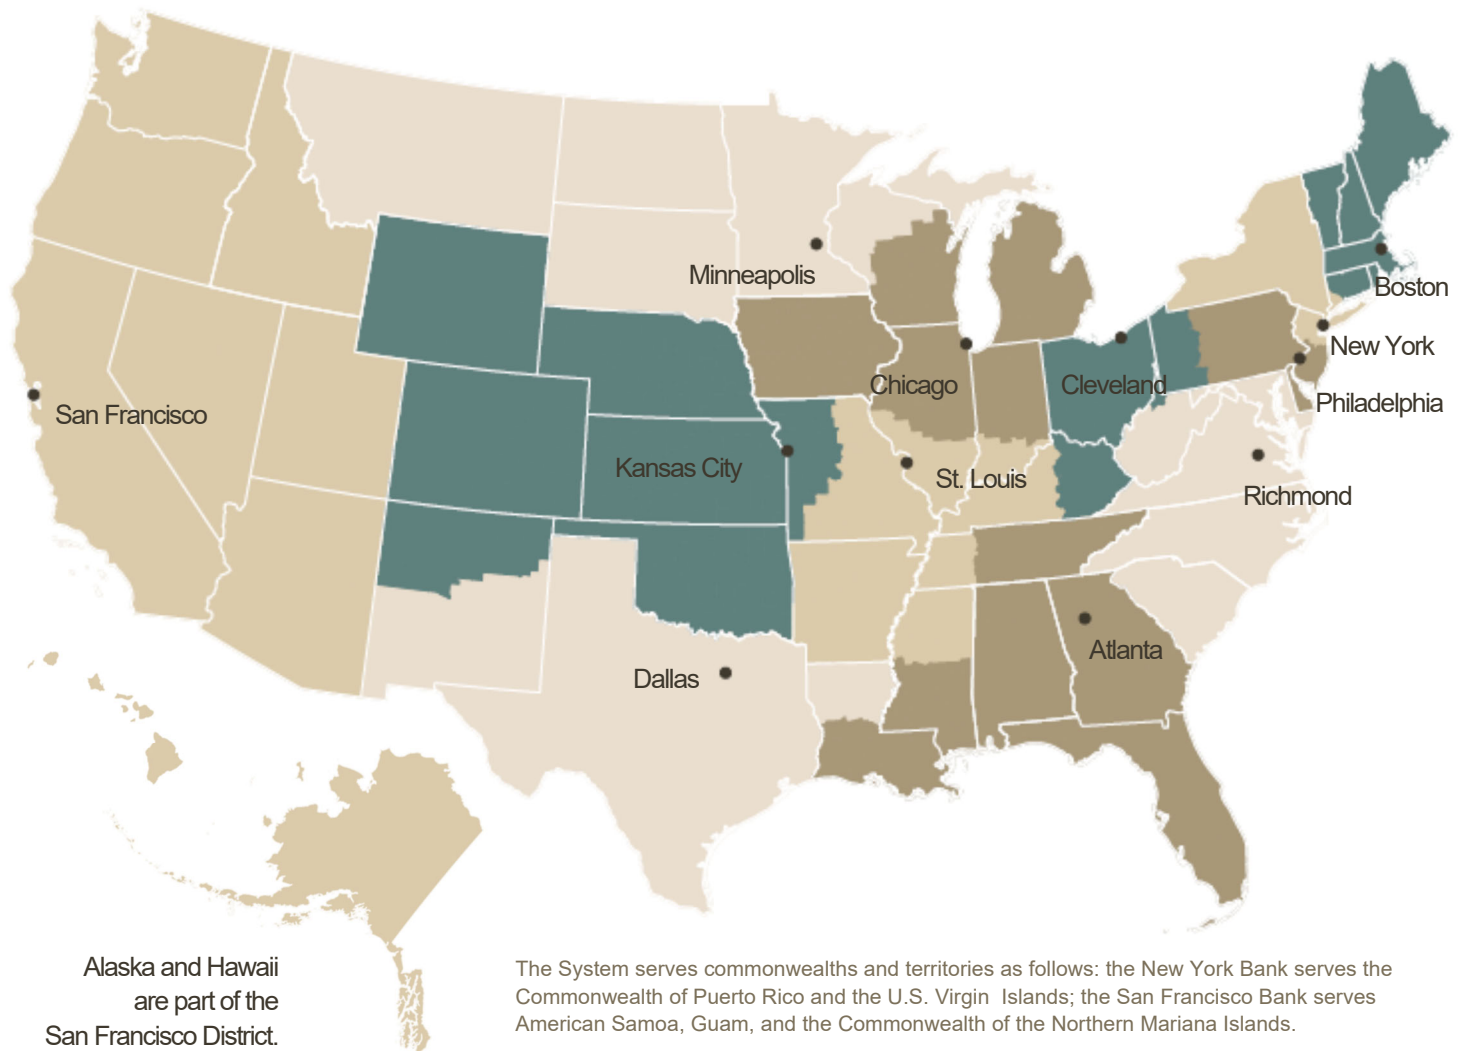 Minneapolis
Boston
New York
Chicago
Cleveland
Philadelphia
San Francisco
Kansas City
St. Louis
Richmond
Atlanta
Dallas
Alaska and Hawaii
are part of the
San Francisco District.
The System serves commonwealths and territories as follows: the New York Bank serves the
Commonwealth of Puerto Rico and the U.S. Virgin  Islands; the San Francisco Bank serves
American Samoa, Guam, and the Commonwealth of the Northern Mariana Islands.